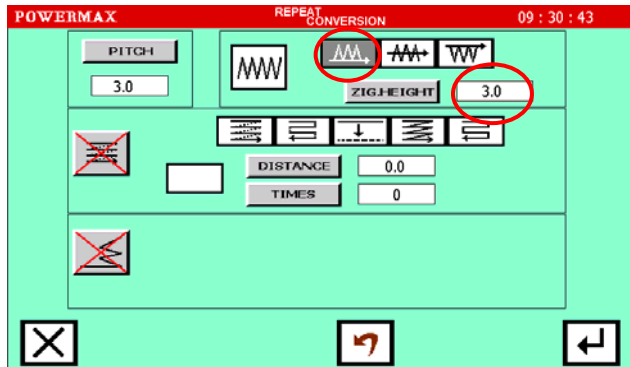 POWERMAX REPEAT CONVERSION 09 : 30 : 43
PITCH
3.0
ZIG.HEIGHT 3.0
DISTANCE 0.0
TIMES 0